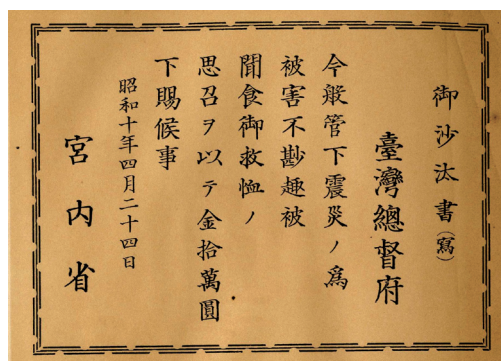 御沙汰書(寫)
臺灣總督府
今般管下震災ノ爲
被害不尠趣被
聞食御救恤ノ
思召ヲ以テ金拾萬圓
下賜候事
昭和十年四月二十四日
宮内省